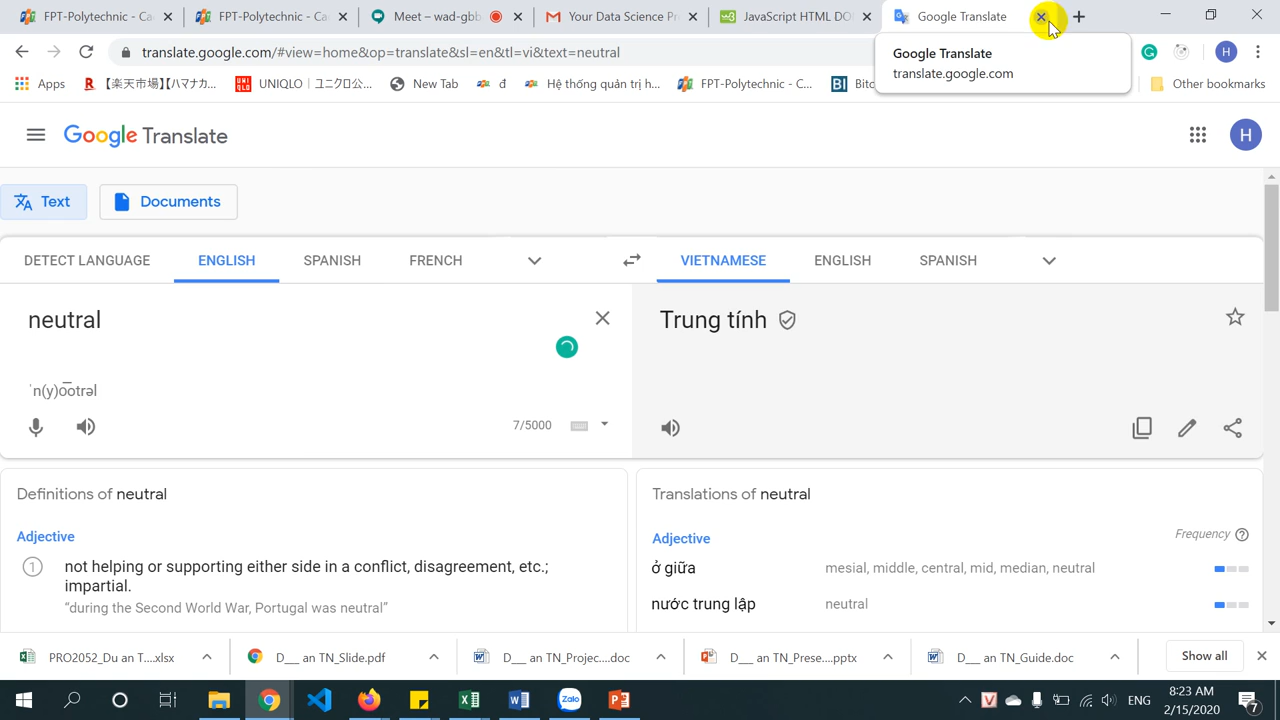 FPT-Polytechnic - Ca
FPT-Polytechnic - Ca
Meet – wad-gbb
Your Data Science Pr
JavaScript HTML DO
Google Translate
translate.google.com/#view=home&op=translate&sl=en&tl=vi&text=neutral
Google Translate
translate.google.com
H
Apps
【楽天市場】【ハマナカ...
UNIQLO｜ユニクロ公...
New Tab
đ
Hệ thống quản trị h...
FPT-Polytechnic - C...
Bitc
Other bookmarks
Google Translate
H
Text
Documents
DETECT LANGUAGE
ENGLISH
SPANISH
FRENCH
VIETNAMESE
ENGLISH
SPANISH
neutral
Trung tính
ˈn(y)o͞otrəl
7/5000
Definitions of neutral
Translations of neutral
Adjective
Adjective
Frequency
1
not helping or supporting either side in a conflict, disagreement, etc.;
impartial.
“during the Second World War, Portugal was neutral”
ở giữa
mesial, middle, central, mid, median, neutral
nước trung lập
neutral
PRO2052_Du an T....xlsx
D___ an TN_Slide.pdf
D___ an TN_Projec....doc
D___ an TN_Prese....pptx
D___ an TN_Guide.doc
Show all
ENG
8:23 AM
2/15/2020
7